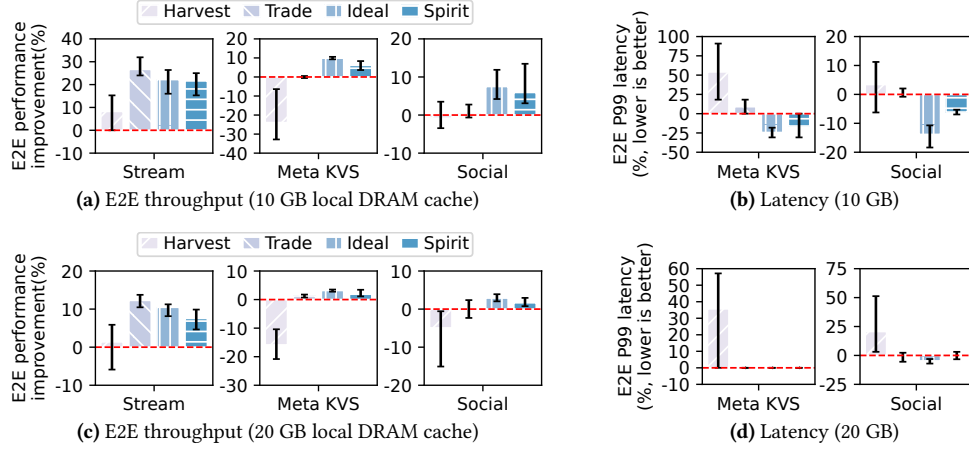 Harvest Trade Ideal Spirit
E2E performance
improvement(%)
40
30
20
10
0
-10
Stream
20
10
0
-10
-20
-30
-40
Meta KVS
20
10
0
-10
Social
(a) E2E throughput (10 GB local DRAM cache)
E2E P99 latency
(%, lower is better)
100
75
50
25
0
-25
-50
Meta KVS
20
10
0
-10
-20
Social
(b) Latency (10 GB)
Harvest Trade Ideal Spirit
E2E performance
improvement(%)
20
10
0
-10
Stream
10
0
-10
-20
-30
Meta KVS
10
0
-10
-20
Social
(c) E2E throughput (20 GB local DRAM cache)
E2E P99 latency
(%, lower is better)
60
50
40
30
20
10
0
-10
Meta KVS
75
50
25
0
-25
Social
(d) Latency (20 GB)